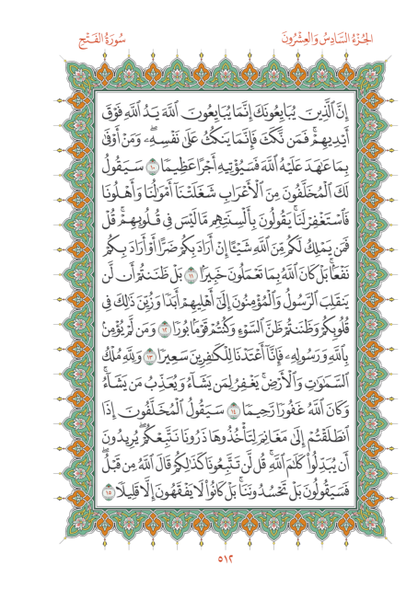 الجُزْءُ السَّادِسُ وَالعِشْرُونَ
سُورَةُ الفَتْحِ
إِنَّ ٱلَّذِينَ يُبَايِعُونَكَ إِنَّمَا يُبَايِعُونَ ٱللَّهَ يَدُ ٱللَّهِ فَوْقَ
أَيْدِيهِمْۚ فَمَن نَّكَثَ فَإِنَّمَا يَنكُثُ عَلَىٰ نَفْسِهِۦۖ وَمَنْ أَوْفَىٰ
بِمَا عَٰهَدَ عَلَيْهُ ٱللَّهَ فَسَيُؤْتِيهِ أَجْرًا عَظِيمًا ١٠ سَيَقُولُ
لَكَ ٱلْمُخَلَّفُونَ مِنَ ٱلْأَعْرَابِ شَغَلَتْنَآ أَمْوَٰلُنَا وَأَهْلُونَا
فَٱسْتَغْفِرْ لَنَاۚ يَقُولُونَ بِأَلْسِنَتِهِم مَّا لَيْسَ فِي قُلُوبِهِمْۚ قُلْ
فَمَن يَمْلِكُ لَكُم مِّنَ ٱللَّهِ شَيْـًٔا إِنْ أَرَادَ بِكُمْ ضَرًّا أَوْ أَرَادَ بِكُمْ
نَفْعَۢاۚ بَلْ كَانَ ٱللَّهُ بِمَا تَعْمَلُونَ خَبِيرَۢا ١١ بَلْ ظَنَنتُمْ أَن لَّن
يَنقَلِبَ ٱلرَّسُولُ وَٱلْمُؤْمِنُونَ إِلَىٰٓ أَهْلِيهِمْ أَبَدًا وَزُيِّنَ ذَٰلِكَ فِي
قُلُوبِكُمْ وَظَنَنتُمْ ظَنَّ ٱلسَّوْءِ وَكُنتُمْ قَوْمَۢا بُورًا ١٢ وَمَن لَّمْ يُؤْمِنۢ
بِٱللَّهِ وَرَسُولِهِۦ فَإِنَّآ أَعْتَدْنَا لِلْكَٰفِرِينَ سَعِيرًا ١٣ وَلِلَّهِ مُلْكُ
ٱلسَّمَٰوَٰتِ وَٱلْأَرْضِۚ يَغْفِرُ لِمَن يَشَآءُ وَيُعَذِّبُ مَن يَشَآءُۚ
وَكَانَ ٱللَّهُ غَفُورًا رَّحِيمًا ١٤ سَيَقُولُ ٱلْمُخَلَّفُونَ إِذَا
ٱنطَلَقْتُمْ إِلَىٰ مَغَانِمَ لِتَأْخُذُوهَا ذَرُونَا نَتَّبِعْكُمْۖ يُرِيدُونَ
أَن يُبَدِّلُوا۟ كَلَٰمَ ٱللَّهِۚ قُل لَّن تَتَّبِعُونَا كَذَٰلِكُمْ قَالَ ٱللَّهُ مِن قَبْلُۖ
فَسَيَقُولُونَ بَلْ تَحْسُدُونَنَاۚ بَلْ كَانُوا۟ لَا يَفْقَهُونَ إِلَّا قَلِيلًا ١٥
٥١٢